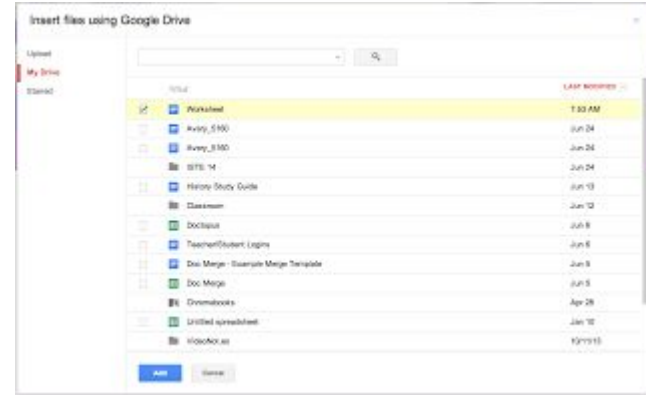 Insert files using Google Drive
Upload
My Drive
Starred
TITLE
LAST MODIFIED
Worksheet 7:53 AM
Avery_5160 Jun 24
Avery_5160 Jun 24
ISTE '14 Jun 24
History Study Guide Jun 13
Classroom Jun 12
Doctopus Jun 6
Teacher/Student Logins Jun 6
Doc Merge - Example Merge Template Jun 5
Doc Merge Jun 5
Chromebooks Apr 28
Untitled spreadsheet Jan 10
VideoNot.es
Add Cancel